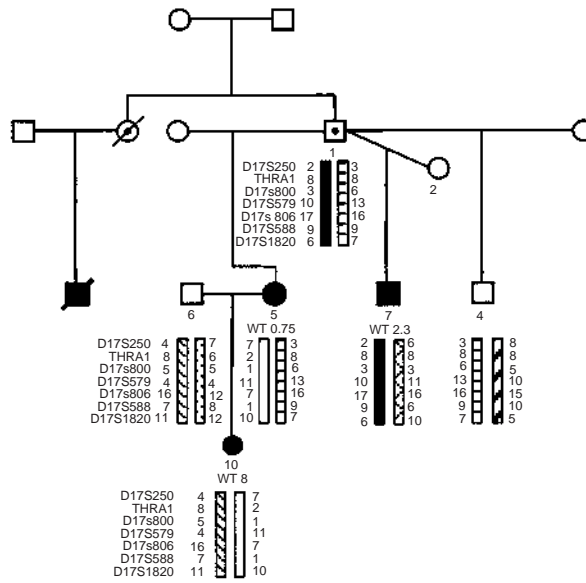 1
2
D17S250 2 3
THRA1 8 8
D17s800 3 6
D17S579 10 13
D17s 806 17 16
D17S588 9 9
D17S1820 6 7
6 5 7 4
WT 0.75 WT 2.3
D17S250 4 7 7 3 2 6 3 8
THRA1 8 6 2 8 8 8 8 8
D17s800 5 5 1 6 3 3 6 5
D17S579 4 4 11 13 10 11 13 10
D17s806 16 12 7 16 17 16 16 15
D17S588 7 8 1 9 9 6 9 10
D17S1820 11 12 10 7 6 10 7 5
10
WT 8
D17S250 4 7
THRA1 8 2
D17s800 5 1
D17S579 4 11
D17s806 16 7
D17S588 7 1
D17S1820 11 10